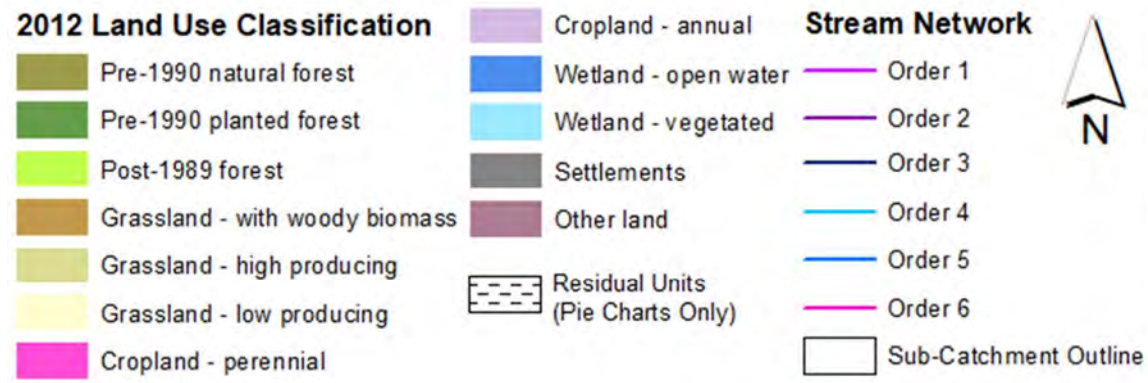 2012 Land Use Classification
Pre-1990 natural forest
Pre-1990 planted forest
Post-1989 forest
Grassland - with woody biomass
Grassland - high producing
Grassland - low producing
Cropland - perennial
Cropland - annual
Wetland - open water
Wetland - vegetated
Settlements
Other land
Residual Units
(Pie Charts Only)
Stream Network
Order 1
Order 2
Order 3
Order 4
Order 5
Order 6
Sub-Catchment Outline
N